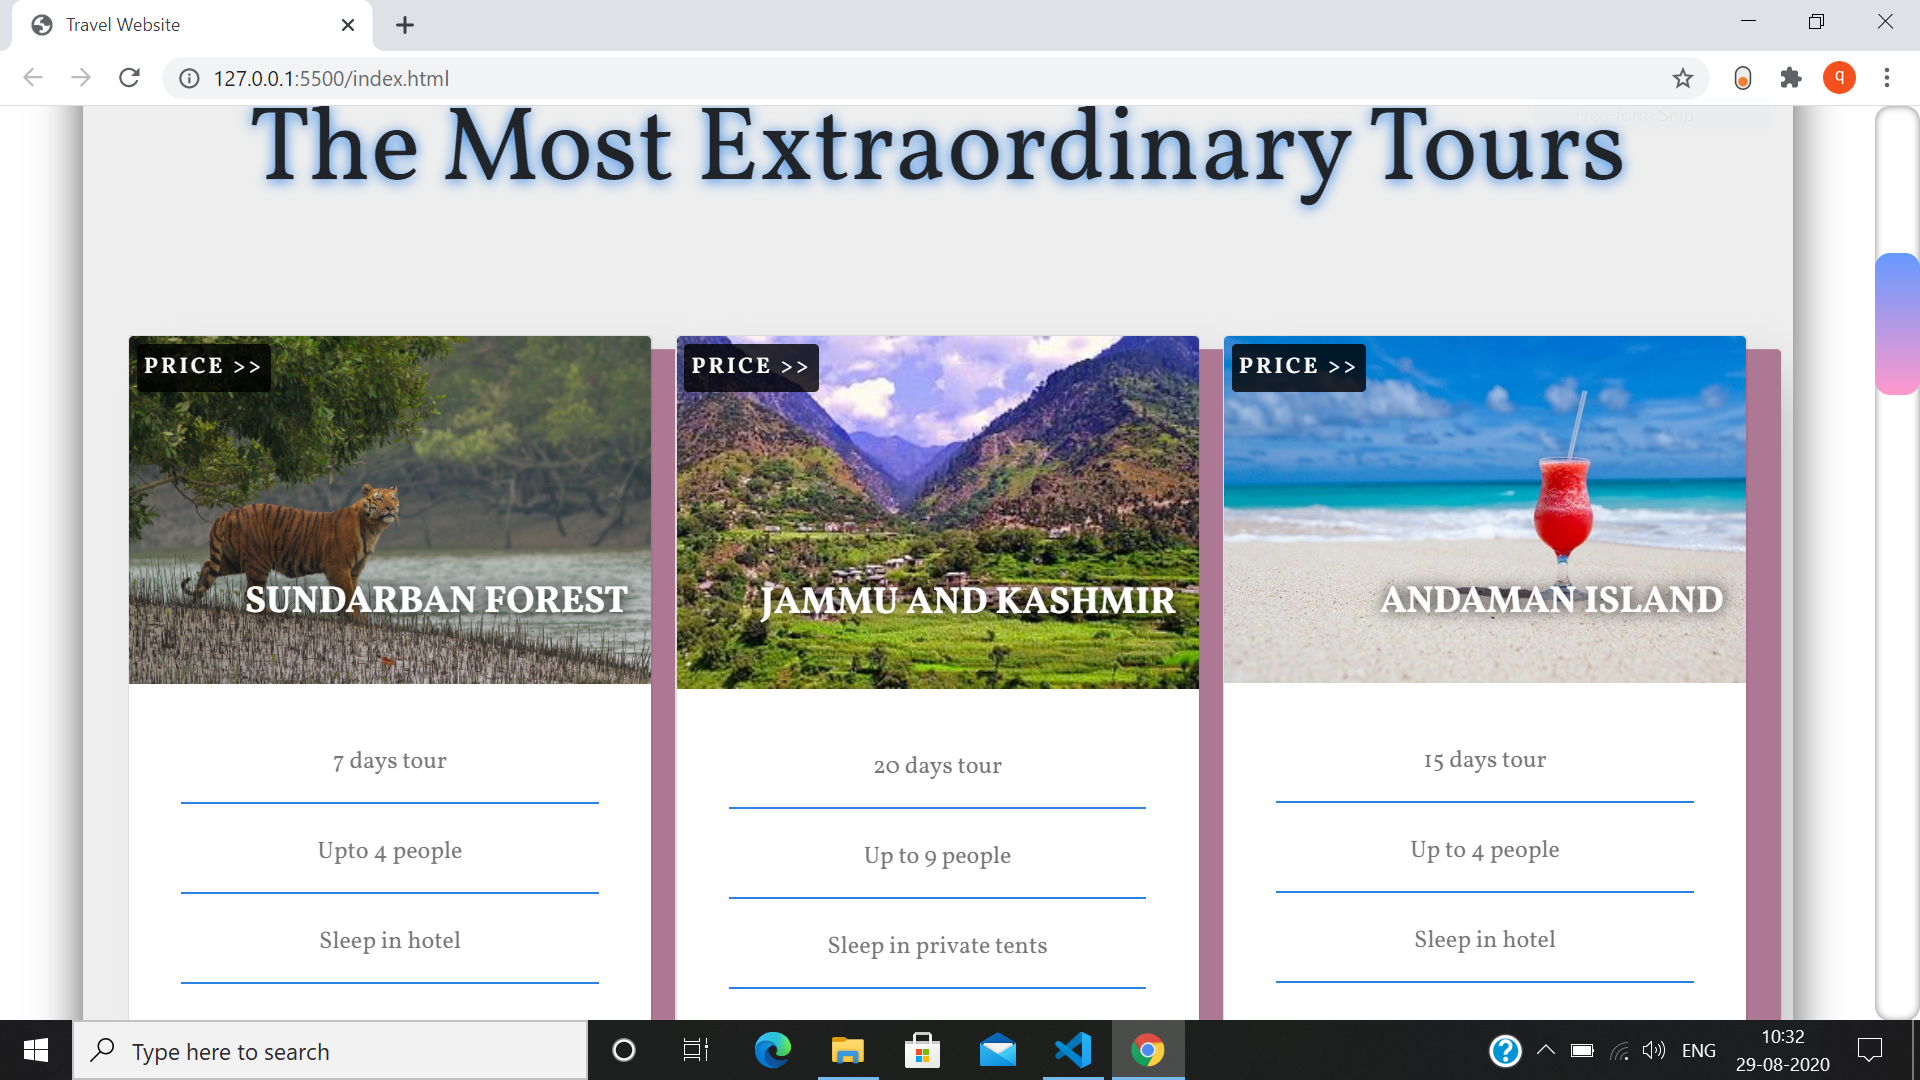 Travel Website
127.0.0.1:5500/index.html
q
Free-form Snip
The Most Extraordinary Tours
PRICE >>
SUNDARBAN FOREST
7 days tour
Upto 4 people
Sleep in hotel
PRICE >>
JAMMU AND KASHMIR
20 days tour
Up to 9 people
Sleep in private tents
PRICE >>
ANDAMAN ISLAND
15 days tour
Up to 4 people
Sleep in hotel
Type here to search
ENG
10:32
29-08-2020